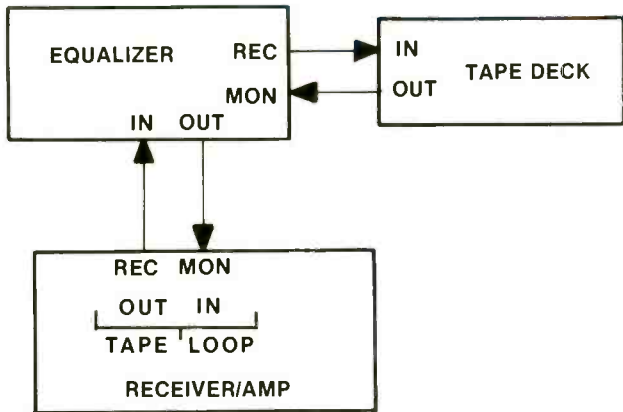 EQUALIZER
REC
MON
IN OUT
IN
OUT
TAPE DECK
REC MON
OUT IN
TAPE LOOP
RECEIVER/AMP